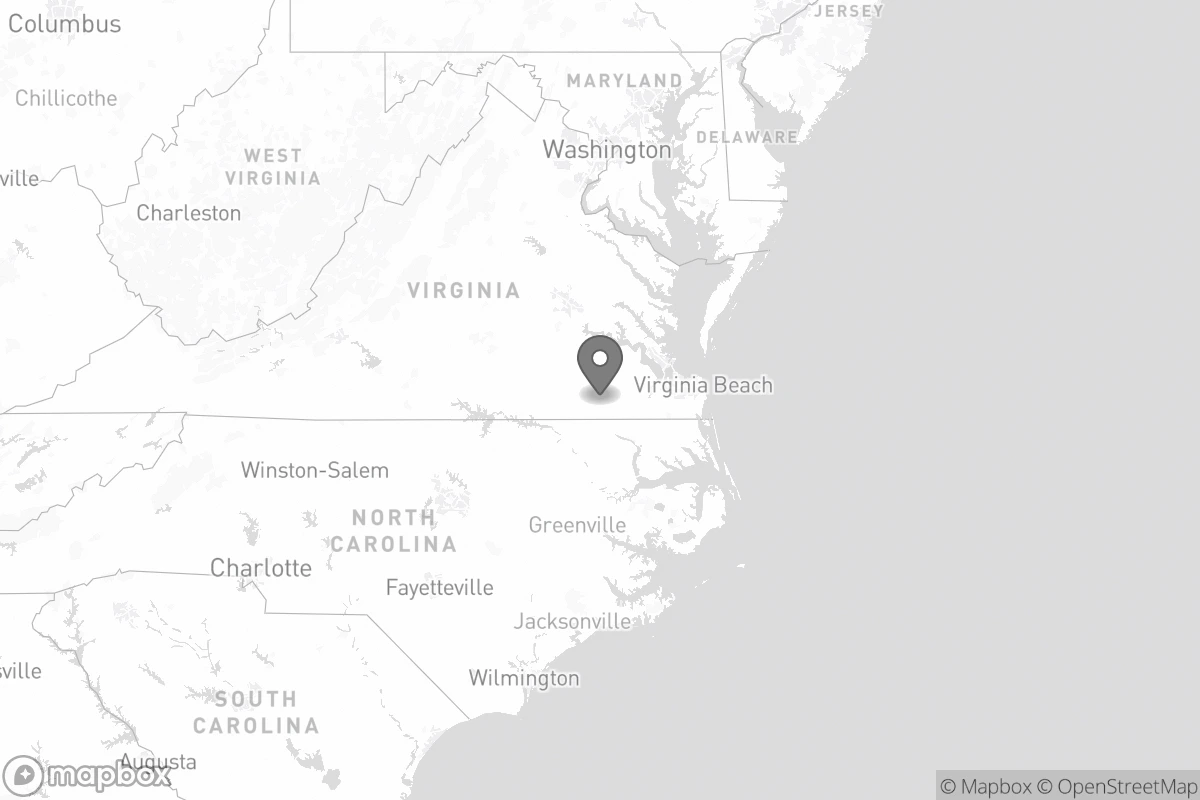 JERSEY
Columbus
MARYLAND
Chillicothe
DELAWARE
Washington
WEST
VIRGINIA
ville
Charleston
VIRGINIA
Virginia Beach
Winston-Salem
NORTH
CAROLINA
Greenville
Charlotte
Fayetteville
Jacksonville
sville
Wilmington
SOUTH
CAROLINA
Augusta
mapbox
© Mapbox © OpenStreetMap